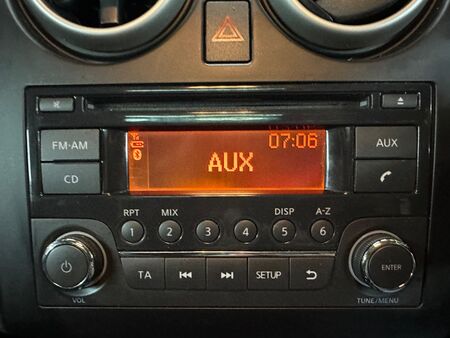 07:06
FM·AM
AUX
AUX
CD
RPT MIX DISP A-Z
1 2 3 4 5 6
TA SETUP ENTER
VOL TUNE/MENU